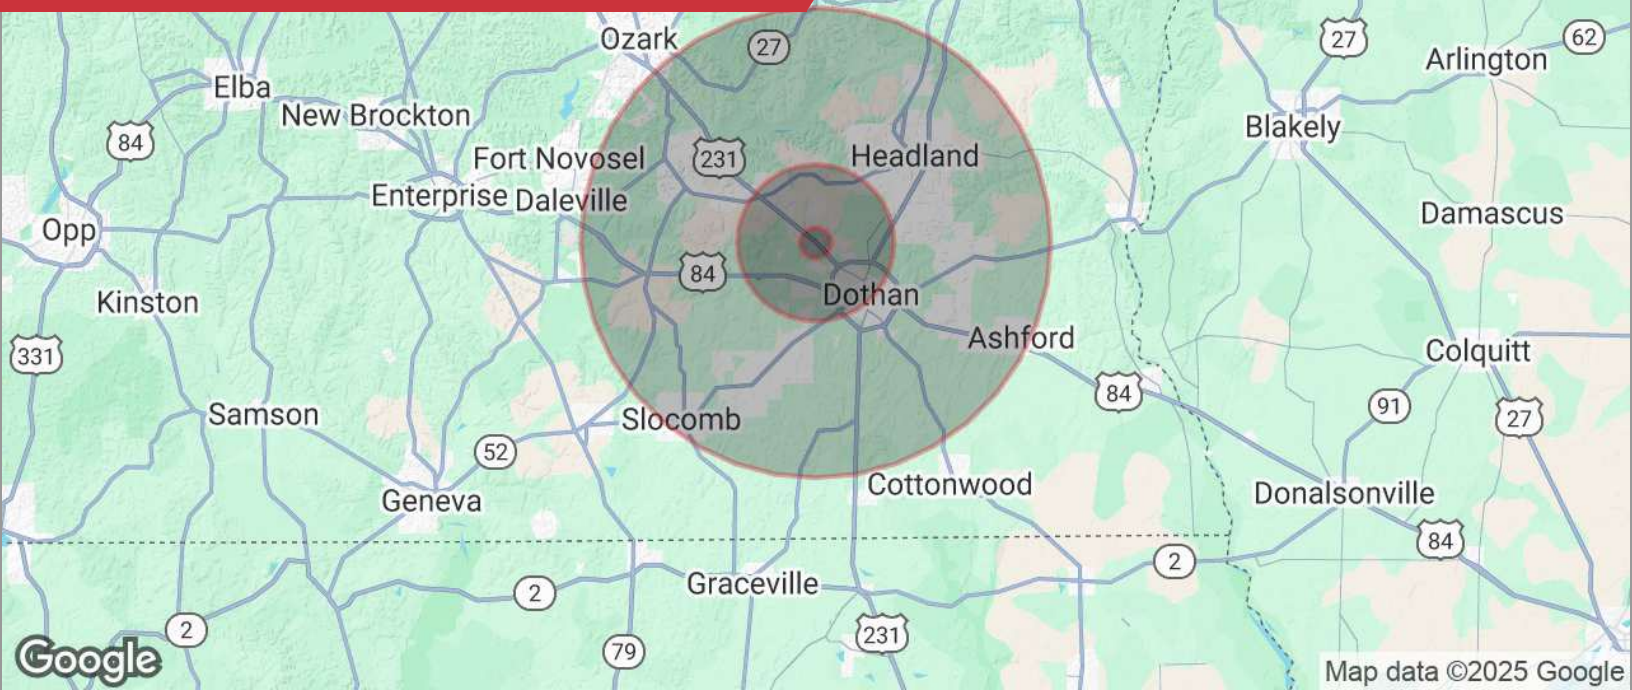 Ozark
27
27
62
Arlington
Elba
New Brockton
84
Blakely
Fort Novosel
231
Headland
Enterprise
Daleville
Damascus
Opp
84
Kinston
Dothan
Ashford
331
Colquitt
84
91
27
Samson
Slocomb
52
Geneva
Cottonwood
Donalsonville
84
2
Graceville
2
2
231
79
Google
Map data ©2025 Google